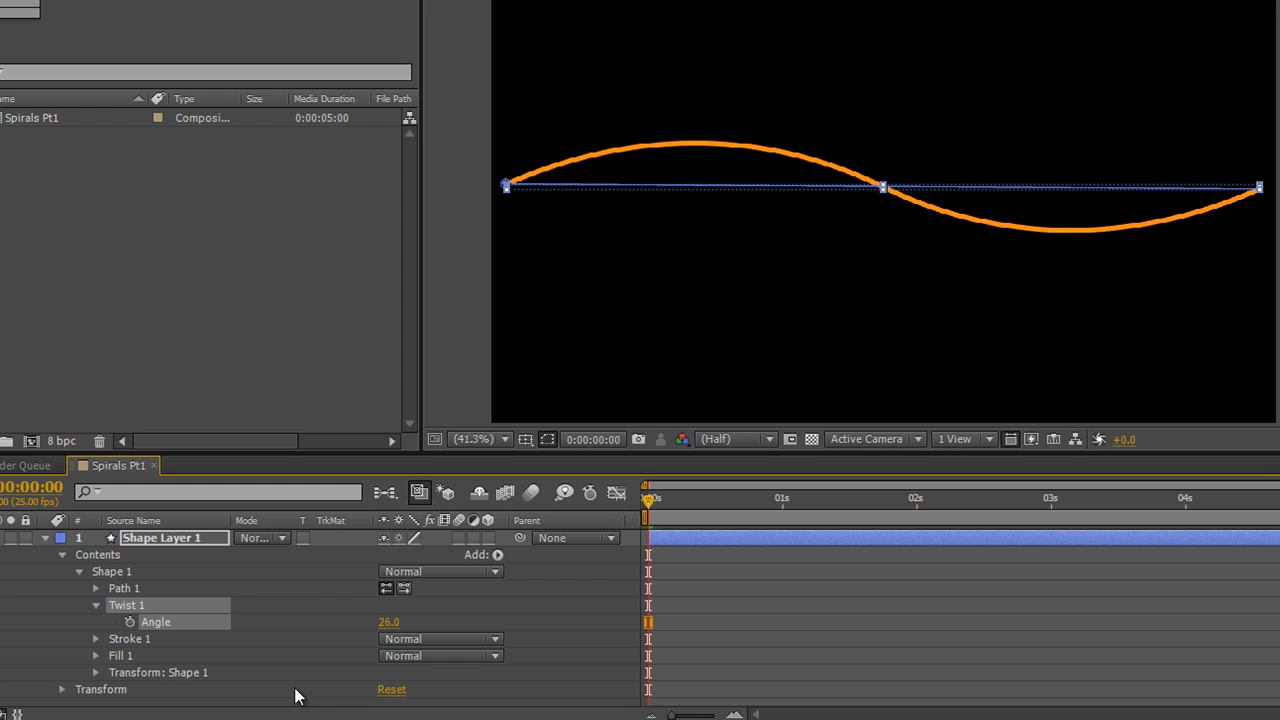 ame Type Size Media Duration File Path
Spirals Pt1 Composi... 0:00:05:00
8 bpc
(41.3%) 0:00:00:00 (Half) Active Camera 1 View +0.0
der Queue Spirals Pt1
00:00:00
00 (25.00 fps)
:00s 01s 02s 03s 04s
# Source Name Mode T TrkMat fx Parent
1 Shape Layer 1 Nor... None
Contents Add:
Shape 1 Normal
Path 1
Twist 1
Angle 26.0
Stroke 1 Normal
Fill 1 Normal
Transform: Shape 1
Transform Reset